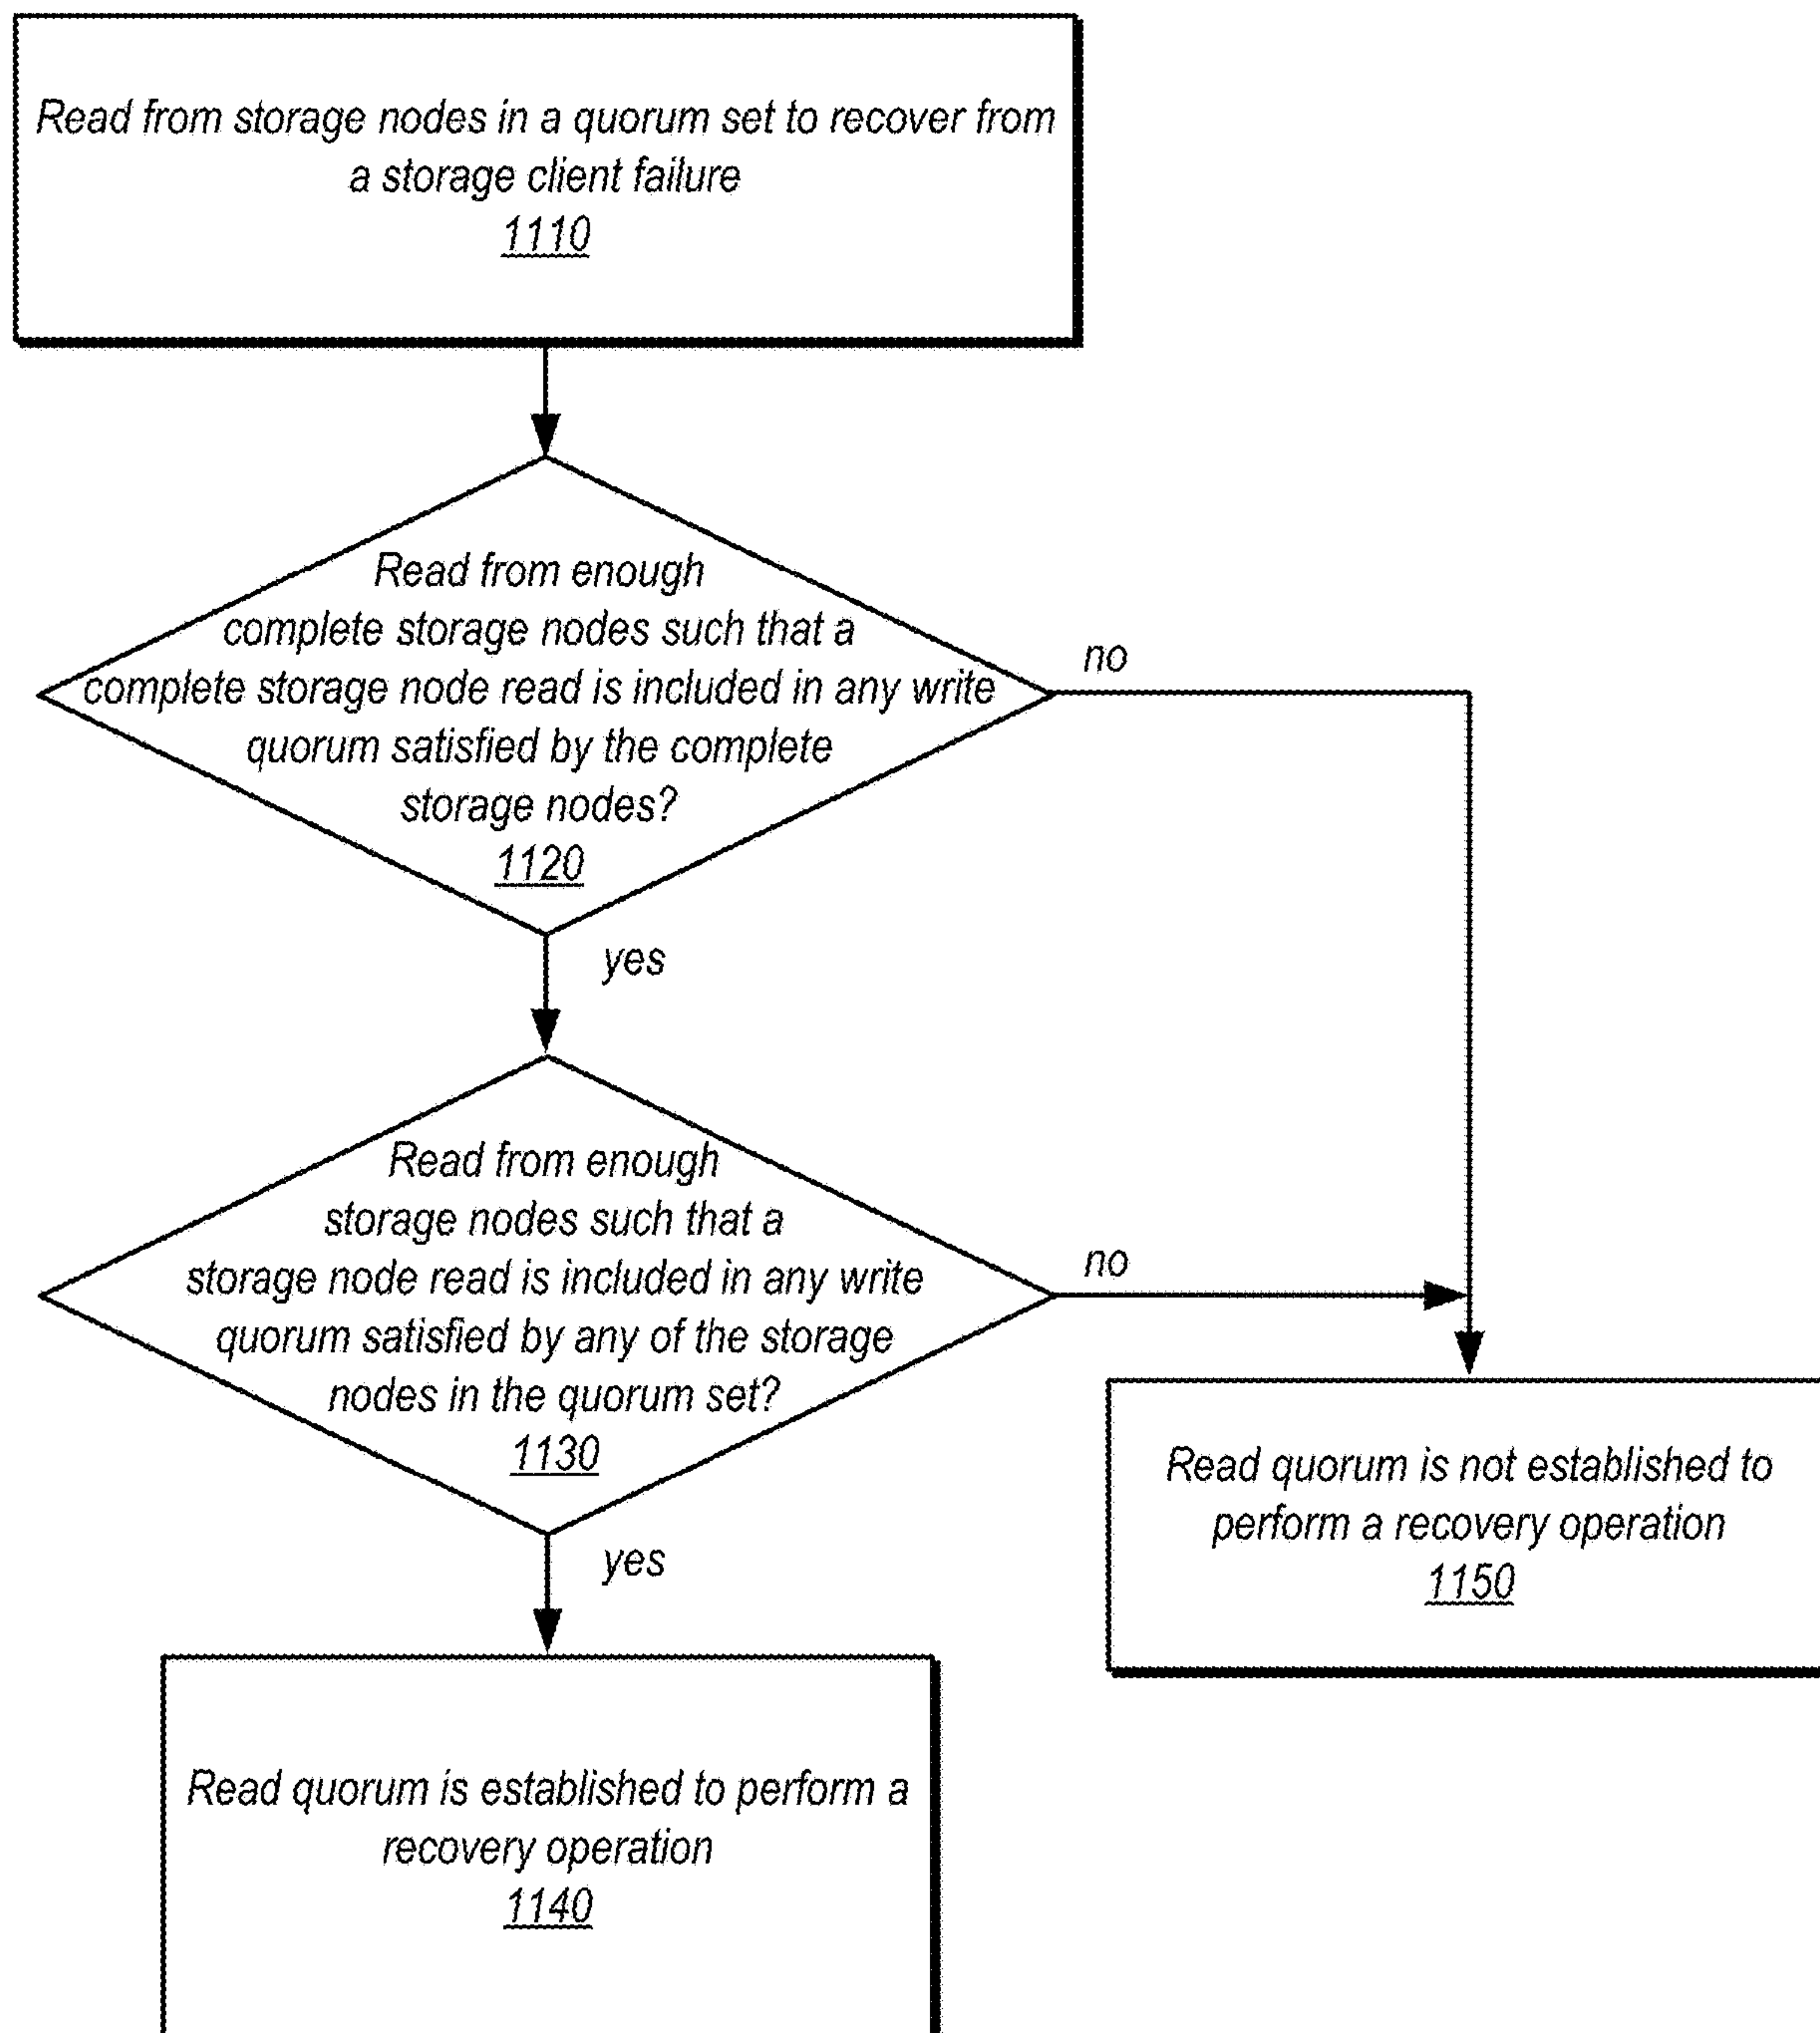 Read from storage nodes in a quorum set to recover from
a storage client failure
1110
Read from enough
complete storage nodes such that a
complete storage node read is included in any write
quorum satisfied by the complete
storage nodes?
1120
no
yes
Read from enough
storage nodes such that a
storage node read is included in any write
quorum satisfied by any of the storage
nodes in the quorum set?
1130
no
yes
Read quorum is not established to
perform a recovery operation
1150
Read quorum is established to perform a
recovery operation
1140